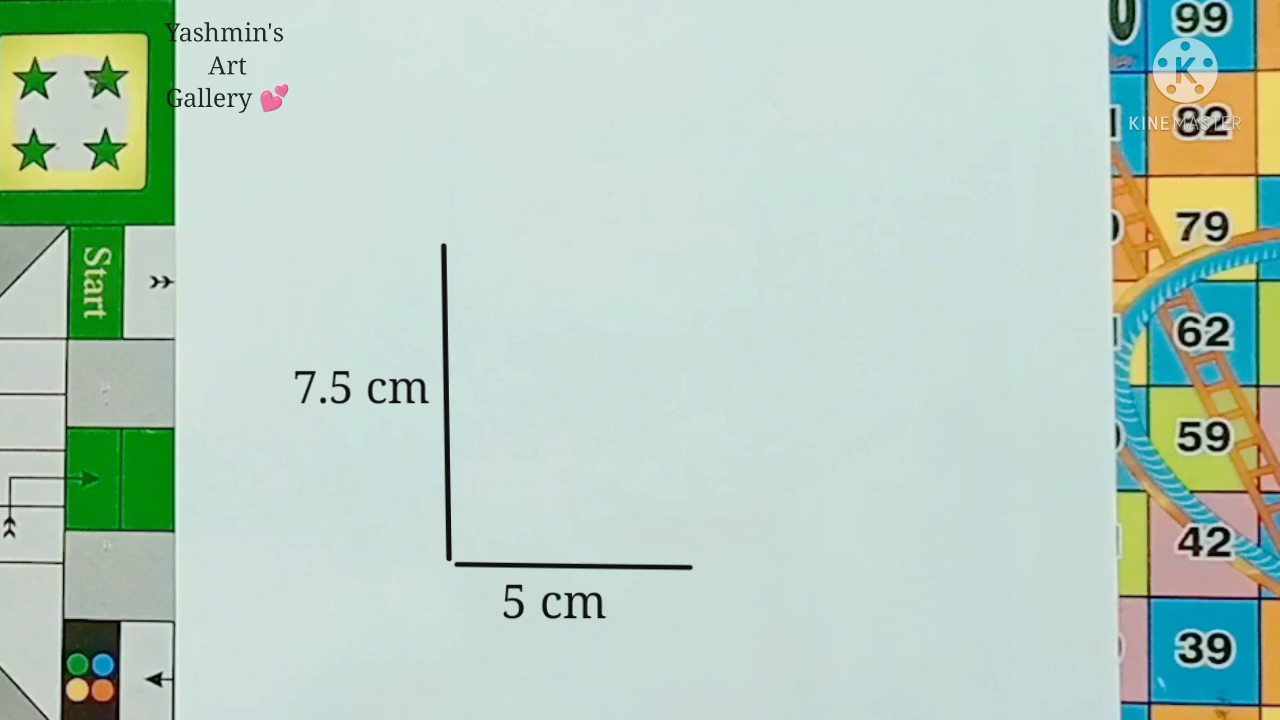 Yashmin's
Art
Gallery 💕
99
KINEMASTER
82
79
Start
62
7.5 cm
59
42
5 cm
39